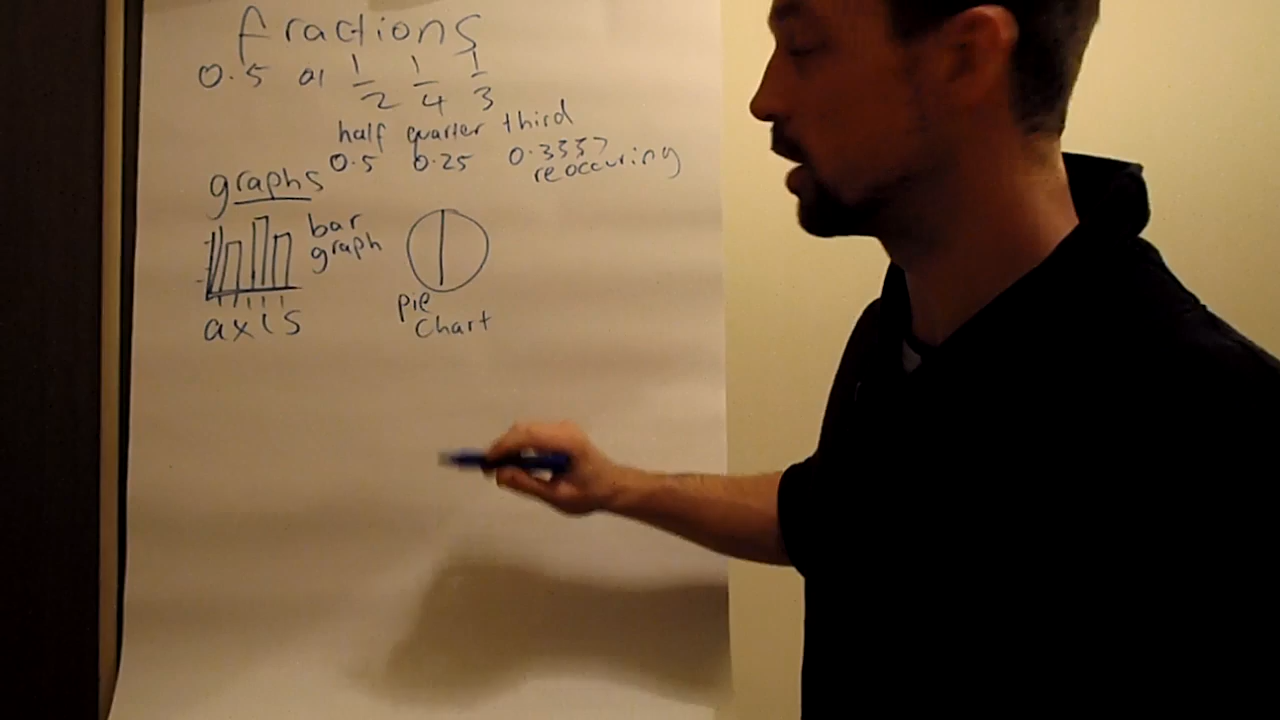 fractions
0.5 or 1/2 1/4 1/3
half quarter third
0.5 0.25 0.3333
reoccuring
graphs
bar
graph
axis
pie
chart